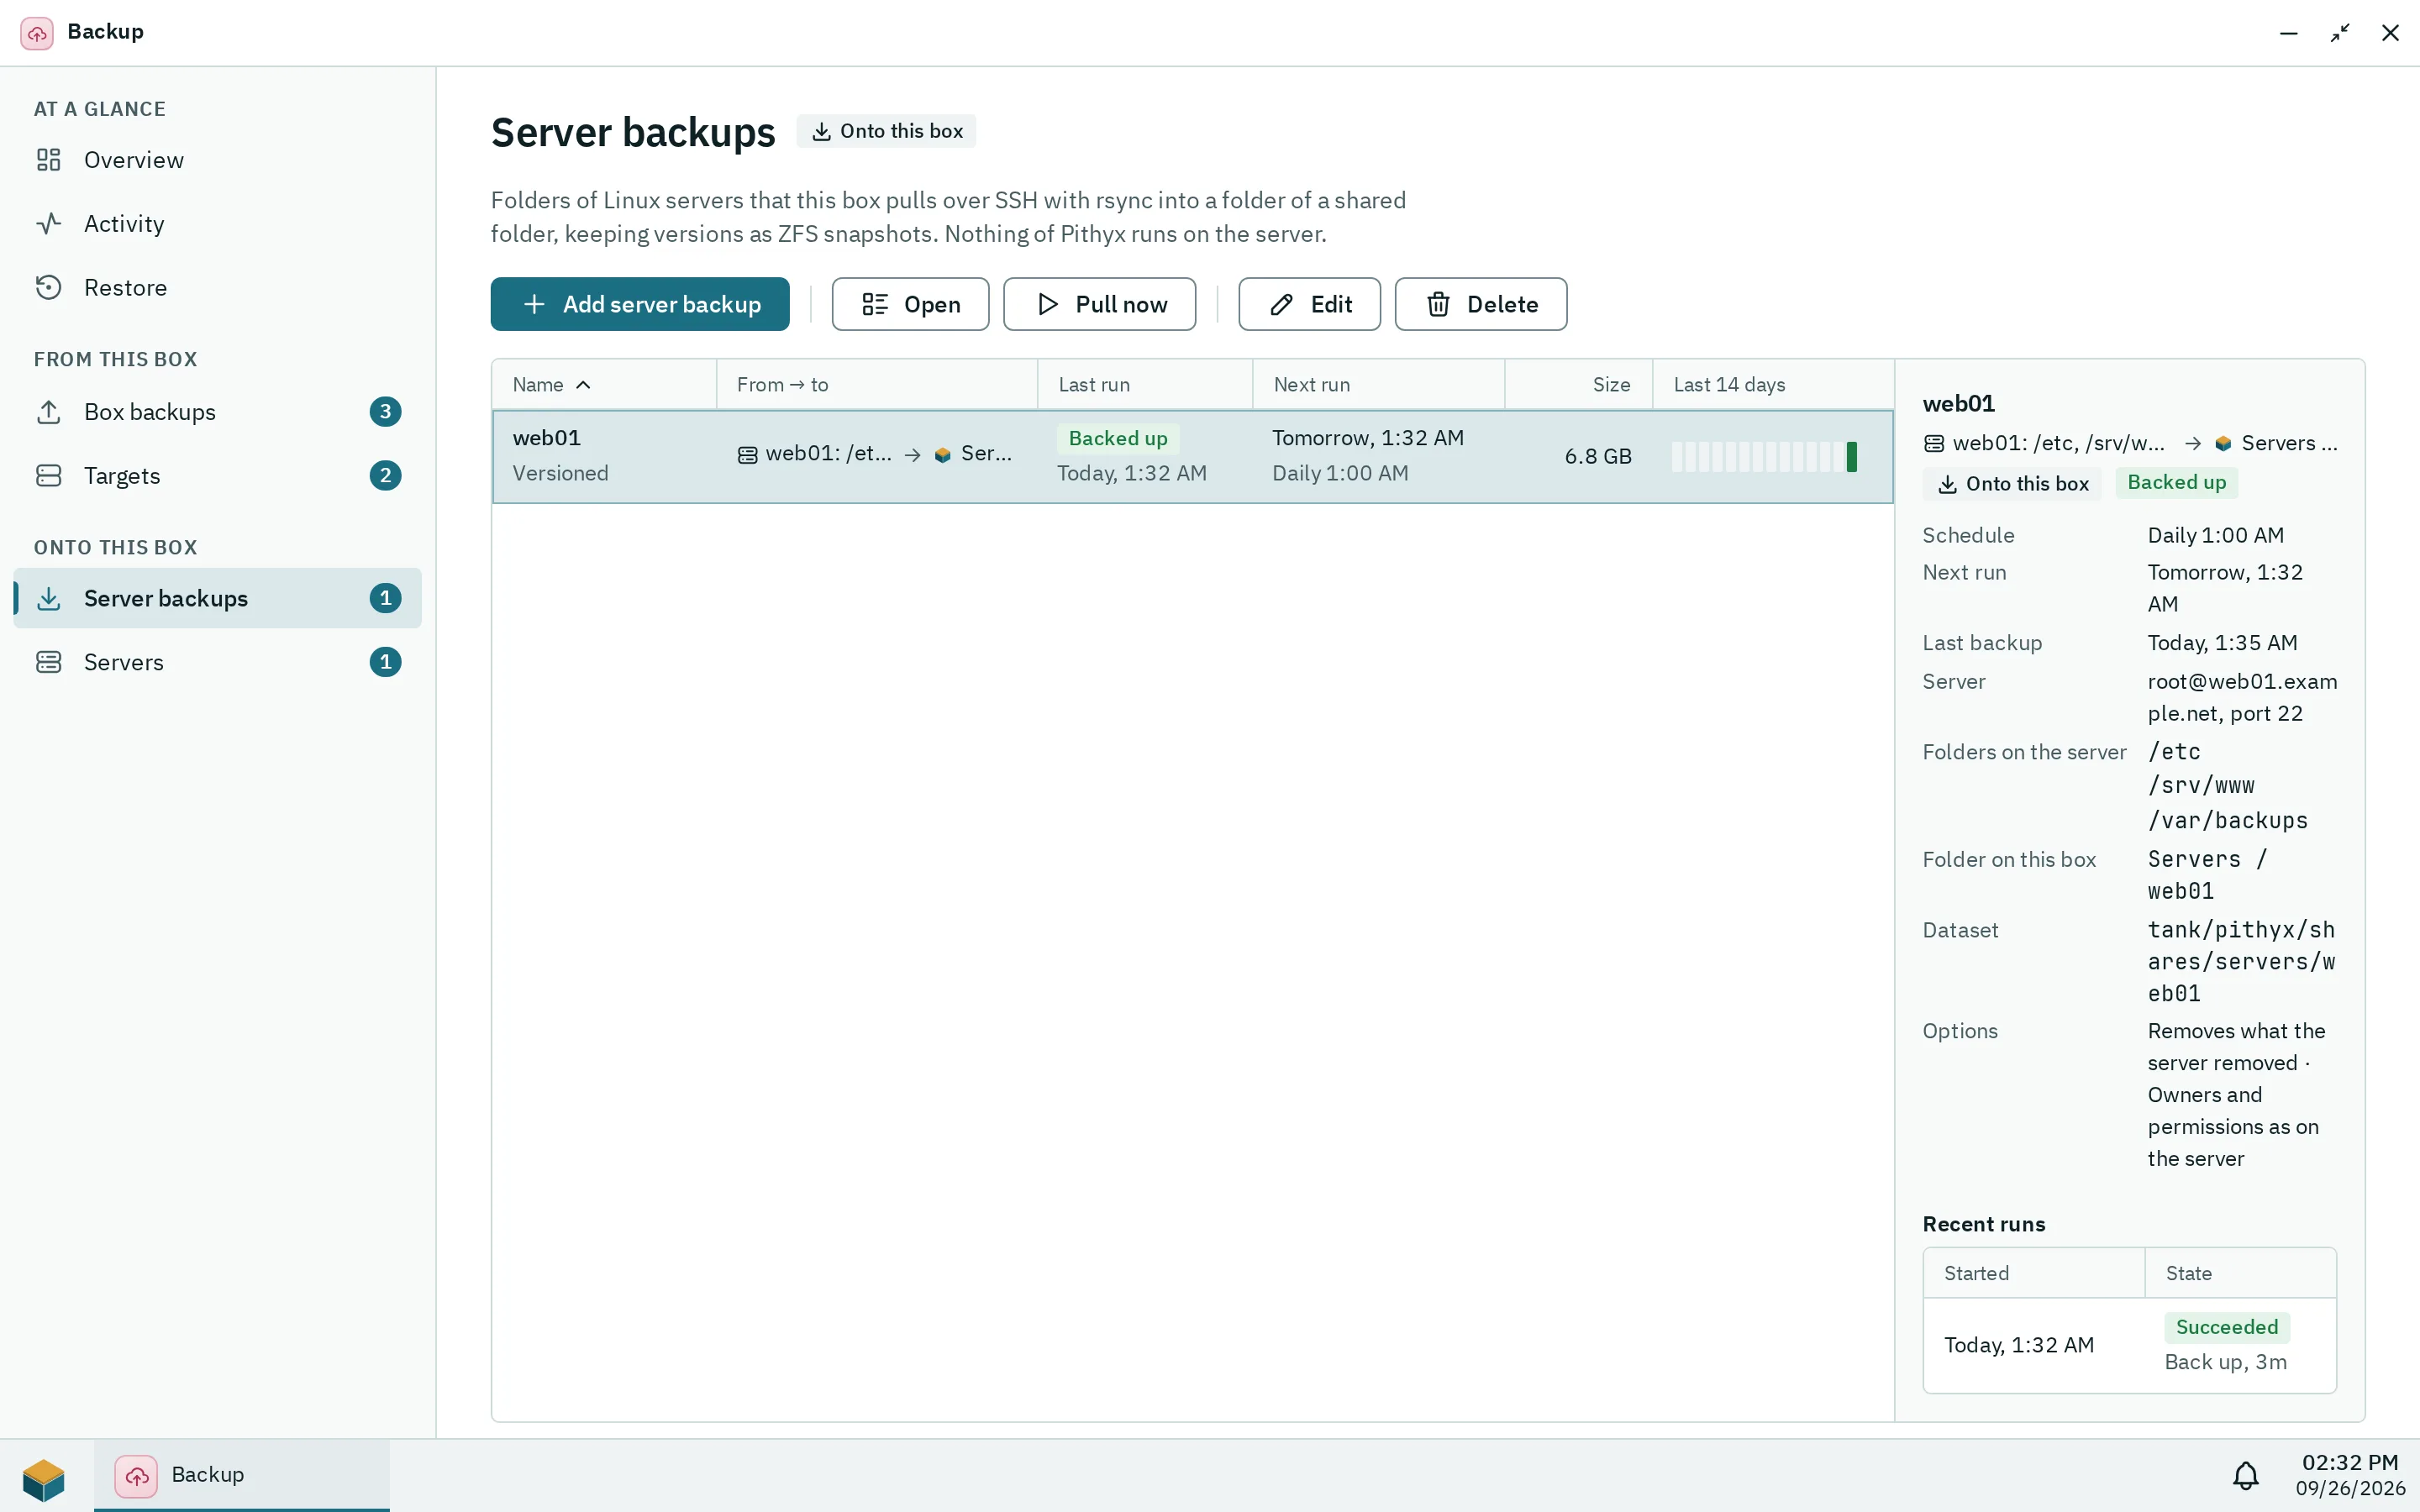 Backup
AT A GLANCE
Overview
Activity
Restore
FROM THIS BOX
Box backups 3
Targets 2
ONTO THIS BOX
Server backups 1
Servers 1
Server backups Onto this box
Folders of Linux servers that this box pulls over SSH with rsync into a folder of a shared
folder, keeping versions as ZFS snapshots. Nothing of Pithyx runs on the server.
Add server backup Open Pull now Edit Delete
Name From → to Last run Next run Size Last 14 days
web01
Versioned
web01: /et... → Ser...
Backed up
Today, 1:32 AM
Tomorrow, 1:32 AM
Daily 1:00 AM
6.8 GB
web01
web01: /etc, /srv/w... → Servers ...
Onto this box Backed up
Schedule Daily 1:00 AM
Next run Tomorrow, 1:32
AM
Last backup Today, 1:35 AM
Server root@web01.exam
ple.net, port 22
Folders on the server /etc
/srv/www
/var/backups
Folder on this box Servers /
web01
Dataset tank/pithyx/sh
ares/servers/w
eb01
Options Removes what the
server removed ·
Owners and
permissions as on
the server
Recent runs
Started State
Today, 1:32 AM Succeeded
Back up, 3m
Backup
02:32 PM
09/26/2026